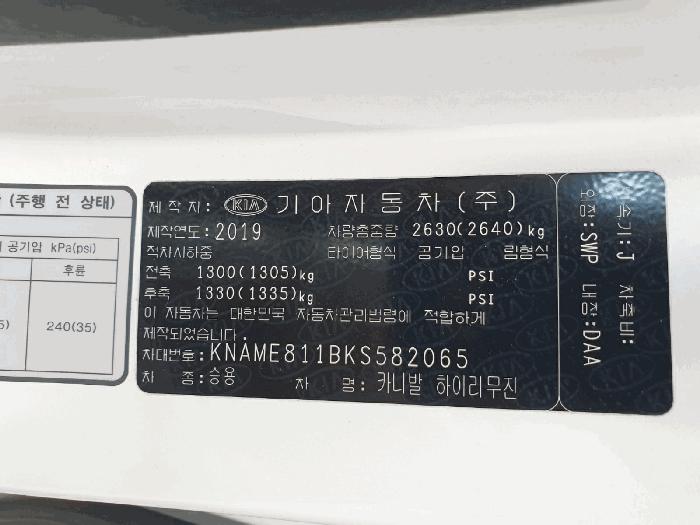 (주행 전 상태)
공기압 kPa(psi)
후륜
240(35)
제 작 자: KIA 기아자동차(주)
제작연도:2019 차량총중량 2630(2640)kg
적차시하중 타이어형식 공기압 림형식
전축 1300(1305)kg PSI
후축 1330(1335)kg PSI
이 자동차는 대한민국 자동차관리법령에 적합하게
제작되었습니다.
차대번호:KNAME811BKS582065
차 종:승용 차 명:카니발 하이리무진
속기:J 차축비:
외장:SWP 내장:DAA